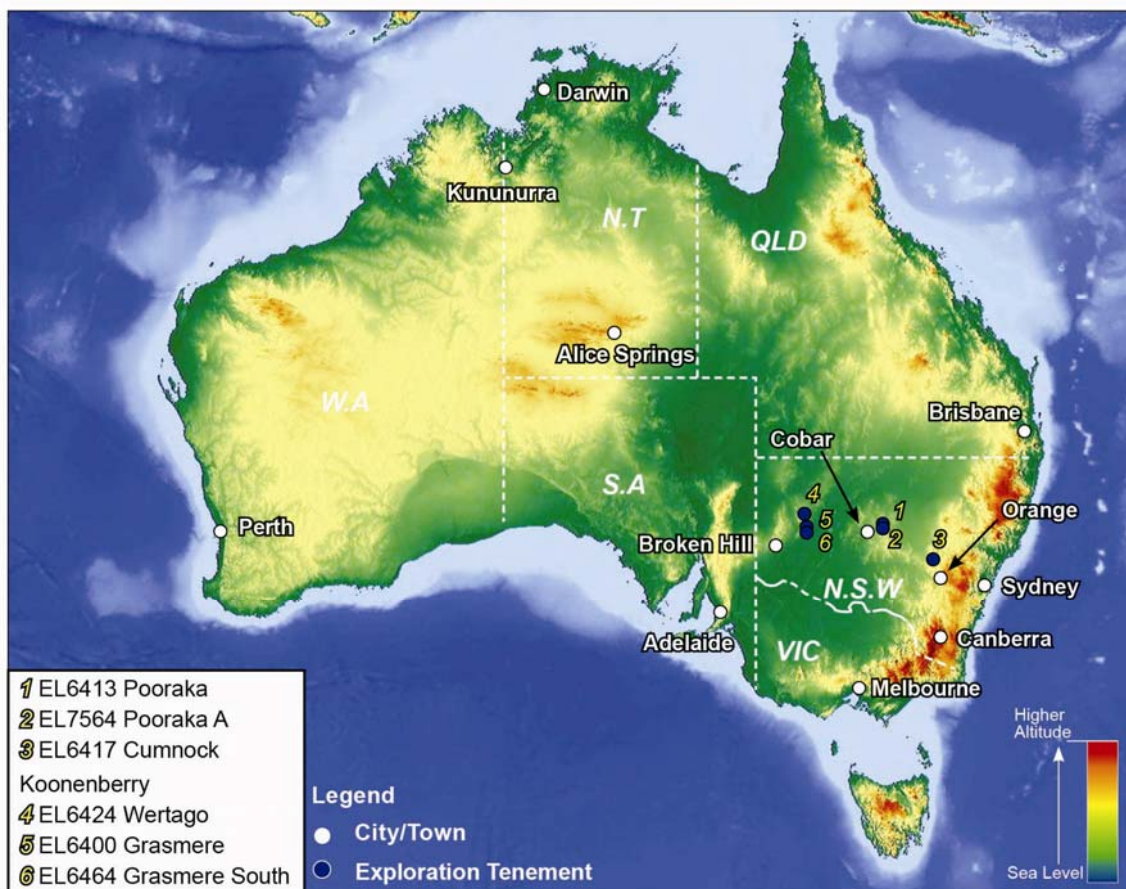 Darwin
Kununurra
N.T
QLD
Alice Springs
W.A
Brisbane
Cobar
S.A
4
1
Orange
5
Perth
Broken Hill
6
2
3
N.S.W
Sydney
Adelaide
VIC
Canberra
Melbourne
1 EL6413 Pooraka
2 EL7564 Pooraka A
3 EL6417 Cumnock
Koonenberry
4 EL6424 Wertago
5 EL6400 Grasmere
6 EL6464 Grasmere South
Legend
City/Town
Exploration Tenement
Higher
Altitude
Sea Level